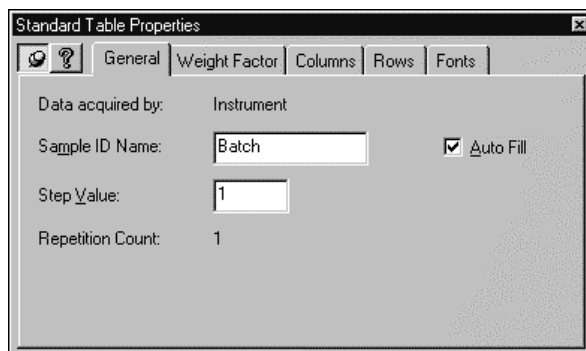 Standard Table Properties
? General Weight Factor Columns Rows Fonts
Data acquired by: Instrument
Sample ID Name: Batch Auto Fill
Step Value: 1
Repetition Count: 1